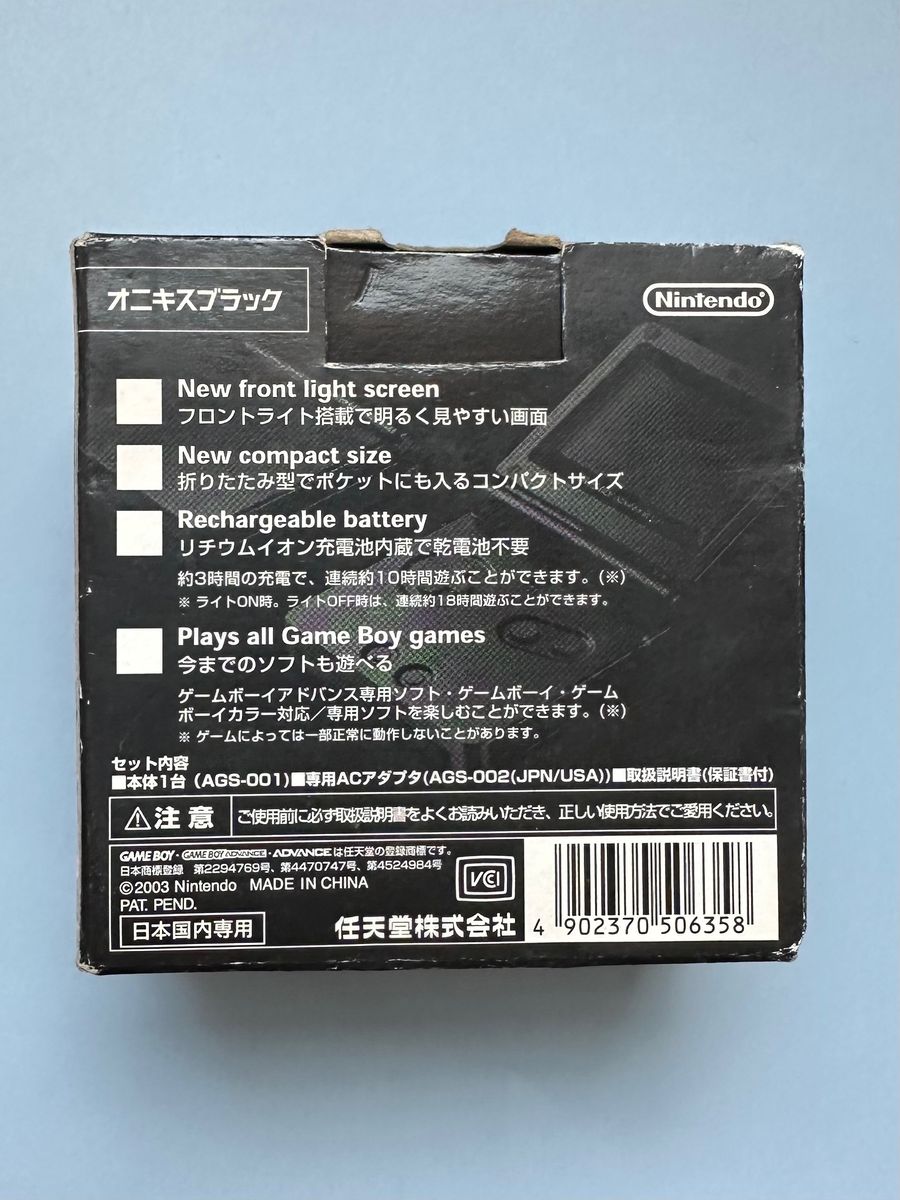 オニキスブラック
Nintendo®
New front light screen
フロントライト搭載で明るく見やすい画面
New compact size
折りたたみ型でポケットにも入るコンパクトサイズ
Rechargeable battery
リチウムイオン充電池内蔵で乾電池不要
約3時間の充電で、連続約10時間遊ぶことができます。(※)
※ ライトON時。ライトOFF時は、連続約18時間遊ぶことができます。
Plays all Game Boy games
今までのソフトも遊べる
ゲームボーイアドバンス専用ソフト・ゲームボーイ・ゲーム
ボーイカラー対応/専用ソフトを楽しむことができます。(※)
※ ゲームによっては一部正常に動作しないことがあります。
セット内容
■本体1台 (AGS-001)■専用ACアダプタ(AGS-002(JPN/USA))■取扱説明書(保証書付)
⚠注意 ご使用前に必ず取扱説明書をよくお読みいただき、正しい使用方法でご愛用ください。
GAME BOY・GAME BOY ADVANCE・ADVANCEは任天堂の登録商標です。
日本商標登録 第2294769号、第4470747号、第4524984号
©2003 Nintendo MADE IN CHINA
PAT. PEND.
VCI
日本国内専用
任天堂株式会社
4 902370 506358